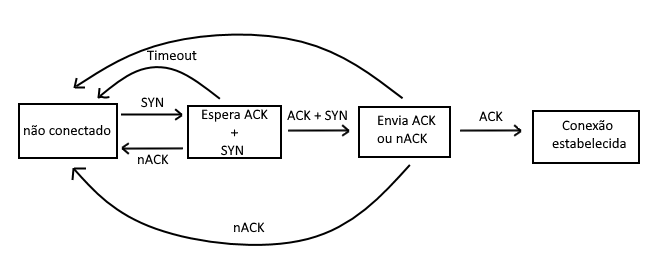 Timeout
SYN
não conectado
nACK
Espera ACK
+
SYN
ACK + SYN
Envia ACK
ou nACK
ACK
Conexão
estabelecida
nACK